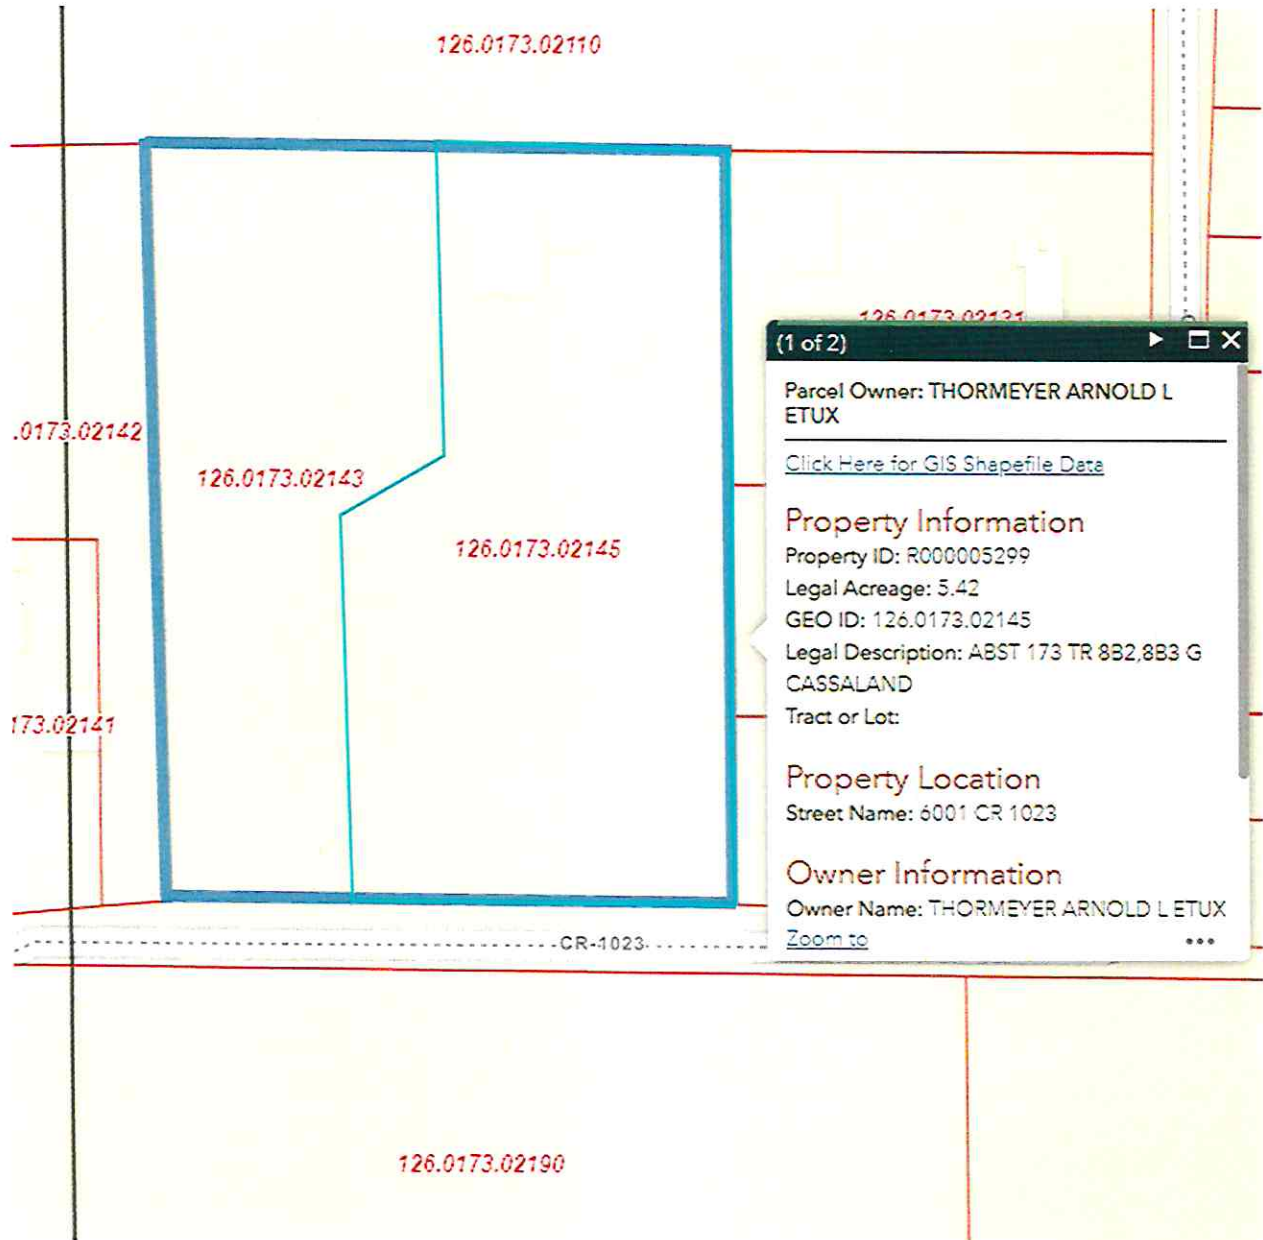 126.0173.02110
126.0173.02131
(1 of 2)
Parcel Owner: THORMEYER ARNOLD L
ETUX
Click Here for GIS Shapefile Data
Property Information
Property ID: R000005299
Legal Acreage: 5.42
GEO ID: 126.0173.02145
Legal Description: ABST 173 TR 8B2,8B3 G
CASSALAND
Tract or Lot:
Property Location
Street Name: 6001 CR 1023
Owner Information
Owner Name: THORMEYER ARNOLD L ETUX
Zoom to
.0173.02142
126.0173.02143
126.0173.02145
173.02141
CR-1023
126.0173.02190